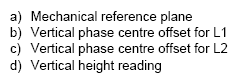 a) Mechanical reference plane
b) Vertical phase centre offset for L1
c) Vertical phase centre offset for L2
d) Vertical height reading